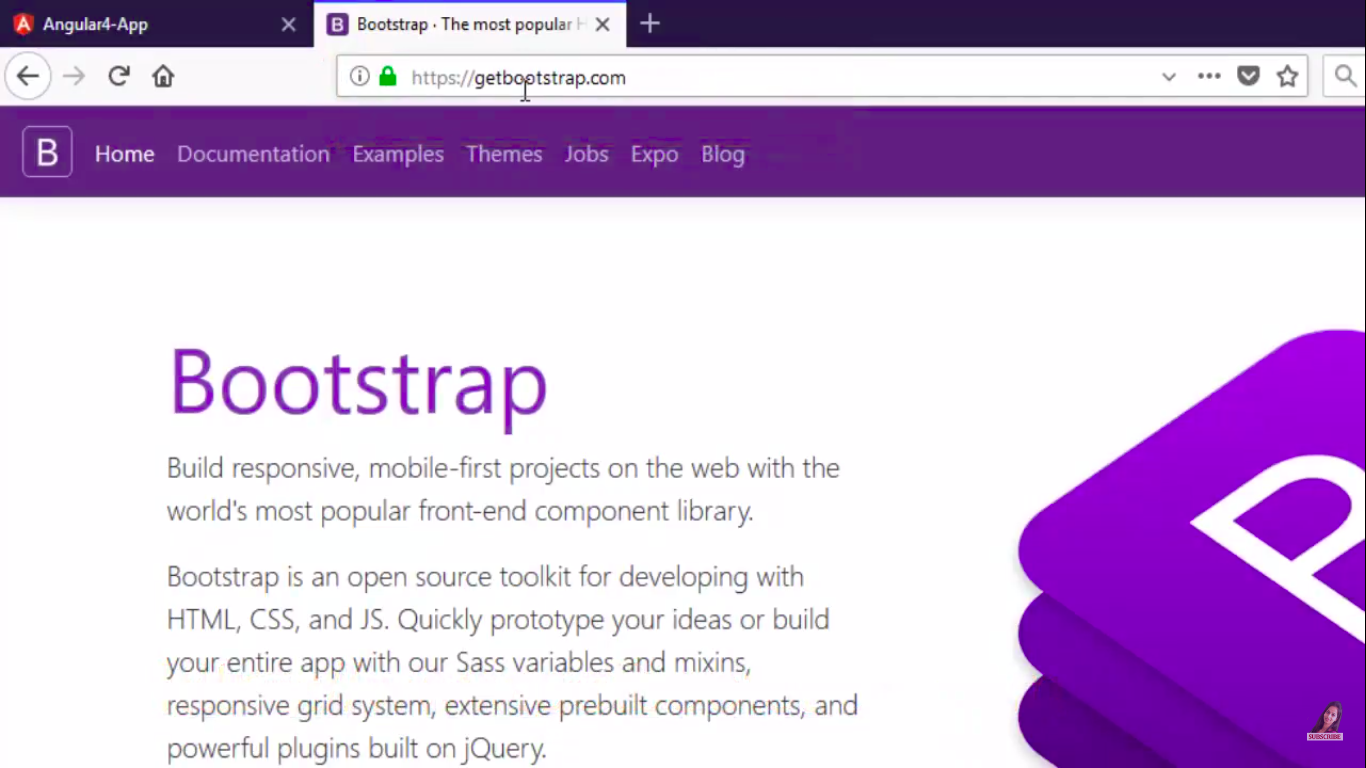 Angular4-App
Bootstrap · The most popular
https://getbootstrap.com
B Home Documentation Examples Themes Jobs Expo Blog
Bootstrap
Build responsive, mobile-first projects on the web with the
world's most popular front-end component library.
Bootstrap is an open source toolkit for developing with
HTML, CSS, and JS. Quickly prototype your ideas or build
your entire app with our Sass variables and mixins,
responsive grid system, extensive prebuilt components, and
powerful plugins built on jQuery.
SUBSCRIBE